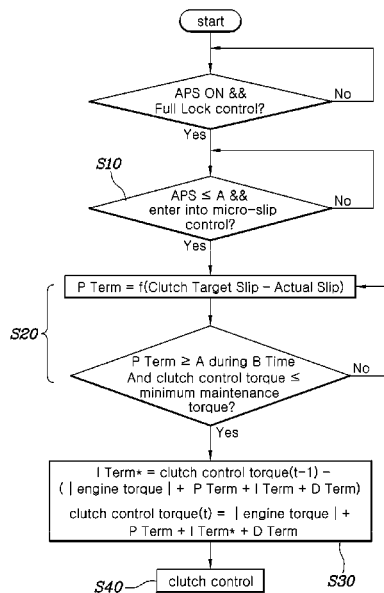 start
APS ON &&
Full Lock control?
No
Yes
S10
APS ≤ A &&
enter into micro-slip
control?
No
Yes
P Term = f(Clutch Target Slip - Actual Slip)
S20
P Term ≥ A during B Time
And clutch control torque ≤
minimum maintenance
torque?
No
Yes
I Term* = clutch control torque(t-1) -
(| engine torque | + P Term + I Term + D Term)
clutch control torque(t) = | engine torque | +
P Term + I Term* + D Term
S30
S40
clutch control